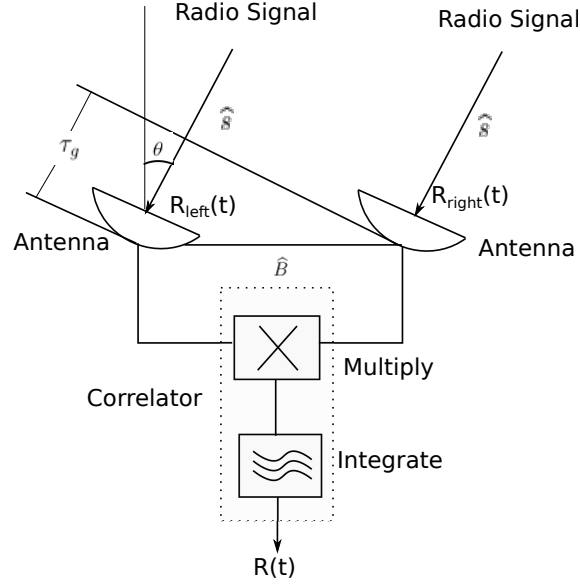 Radio Signal
Radio Signal
ŝ
ŝ
τg
θ
Rleft(t)
Rright(t)
Antenna
Antenna
B̂
Multiply
Correlator
Integrate
R(t)